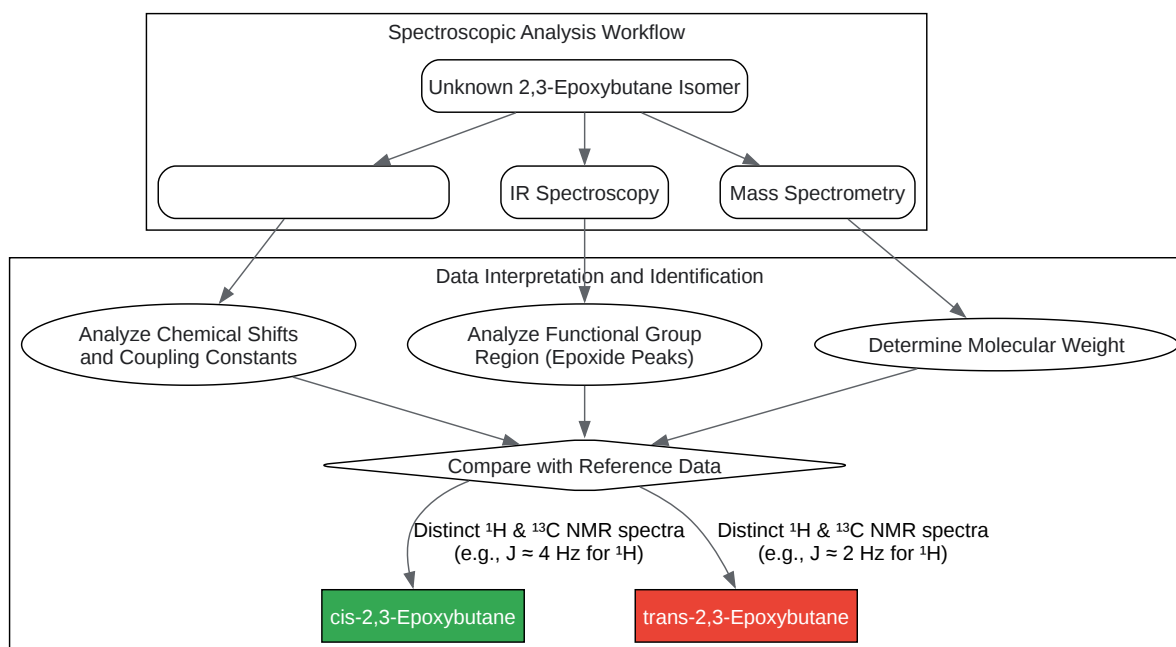 Spectroscopic Analysis Workflow
Unknown 2,3-Epoxybutane Isomer
IR Spectroscopy
Mass Spectrometry
Data Interpretation and Identification
Analyze Chemical Shifts
and Coupling Constants
Analyze Functional Group
Region (Epoxide Peaks)
Determine Molecular Weight
Compare with Reference Data
Distinct ¹H & ¹³C NMR spectra
(e.g., J ≈ 4 Hz for ¹H)
Distinct ¹H & ¹³C NMR spectra
(e.g., J ≈ 2 Hz for ¹H)
cis-2,3-Epoxybutane
trans-2,3-Epoxybutane